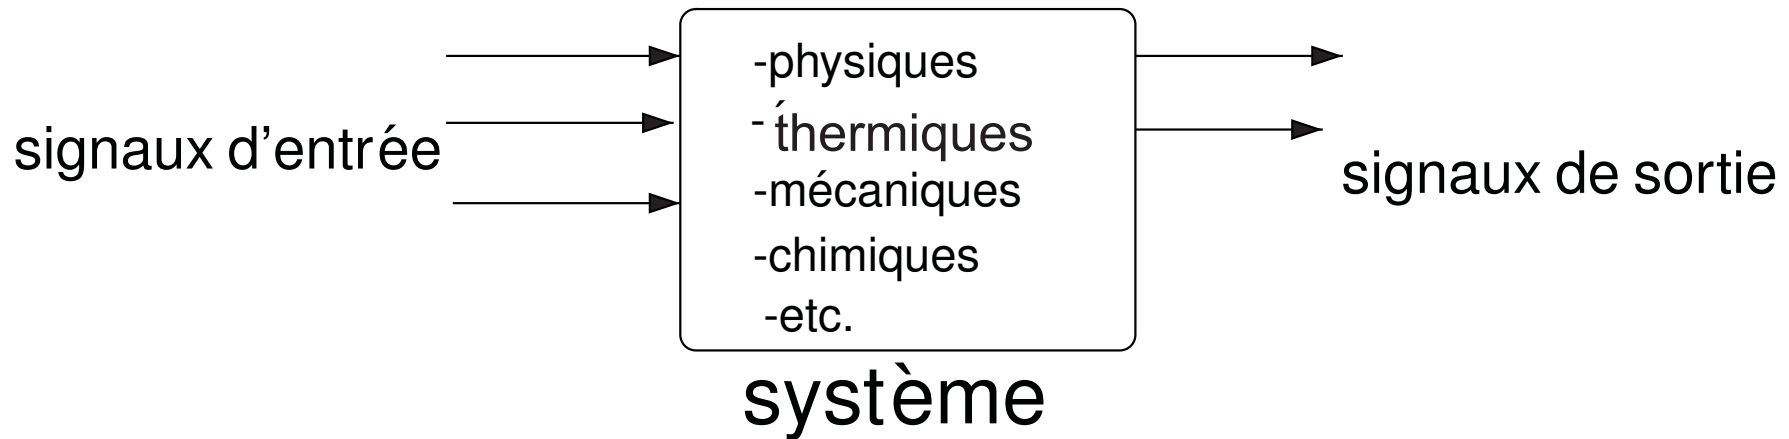 -physiques
- thermiques
signaux d'entrée
-mécaniques
signaux de sortie
-chimiques
-etc.
système